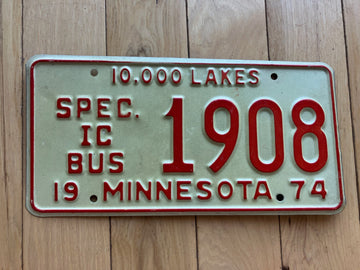 10,000 LAKES
SPEC.
IC
BUS
1908
19 MINNESOTA 74